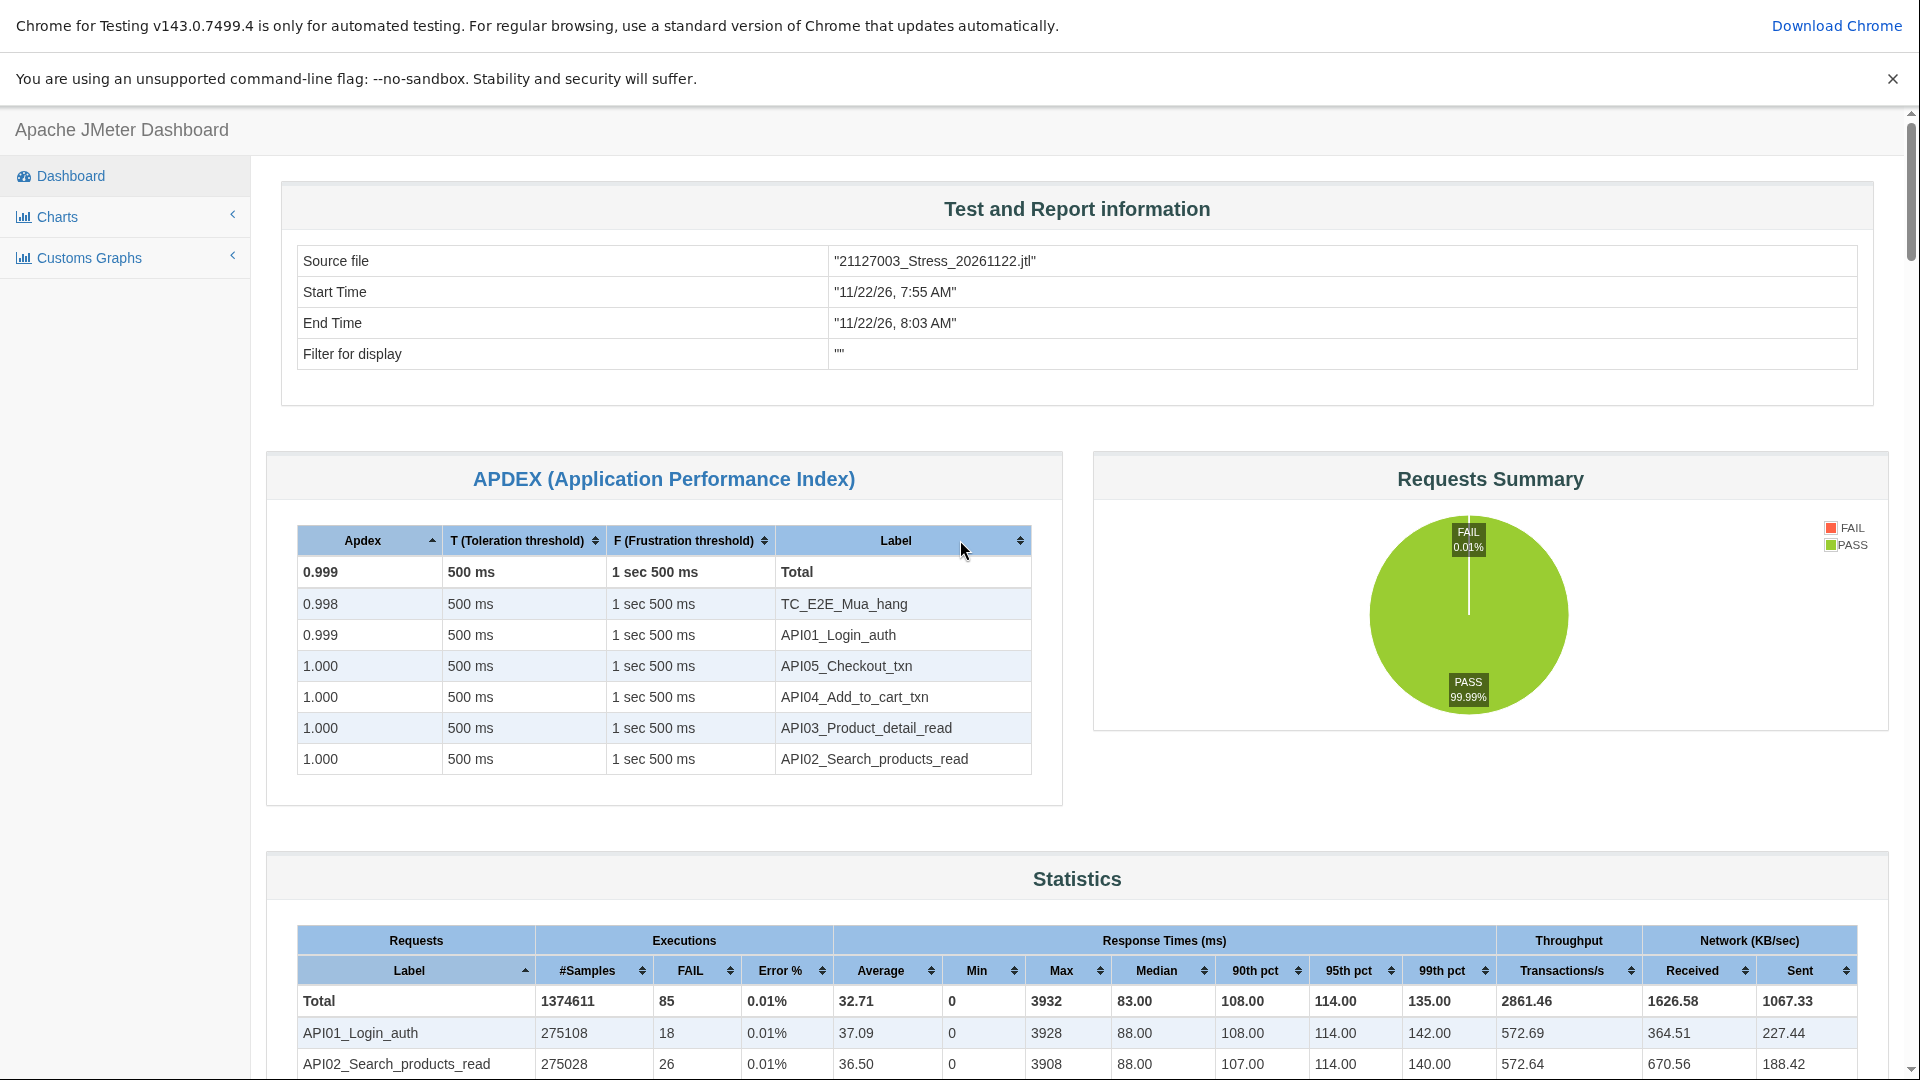 Chrome for Testing v143.0.7499.4 is only for automated testing. For regular browsing, use a standard version of Chrome that updates automatically. Download Chrome
You are using an unsupported command-line flag: --no-sandbox. Stability and security will suffer.
Apache JMeter Dashboard
Dashboard
Charts
Customs Graphs
Test and Report information
Source file "21127003_Stress_20261122.jtl"
Start Time "11/22/26, 7:55 AM"
End Time "11/22/26, 8:03 AM"
Filter for display ""
APDEX (Application Performance Index)
Apdex T (Toleration threshold) F (Frustration threshold) Label
0.999 500 ms 1 sec 500 ms Total
0.998 500 ms 1 sec 500 ms TC_E2E_Mua_hang
0.999 500 ms 1 sec 500 ms API01_Login_auth
1.000 500 ms 1 sec 500 ms API05_Checkout_txn
1.000 500 ms 1 sec 500 ms API04_Add_to_cart_txn
1.000 500 ms 1 sec 500 ms API03_Product_detail_read
1.000 500 ms 1 sec 500 ms API02_Search_products_read
Requests Summary
FAIL
0.01%
PASS
99.99%
FAIL
PASS
Statistics
Requests Executions Response Times (ms) Throughput Network (KB/sec)
Label #Samples FAIL Error % Average Min Max Median 90th pct 95th pct 99th pct Transactions/s Received Sent
Total 1374611 85 0.01% 32.71 0 3932 83.00 108.00 114.00 135.00 2861.46 1626.58 1067.33
API01_Login_auth 275108 18 0.01% 37.09 0 3928 88.00 108.00 114.00 142.00 572.69 364.51 227.44
API02_Search_products_read 275028 26 0.01% 36.50 0 3908 88.00 107.00 114.00 140.00 572.64 670.56 188.42